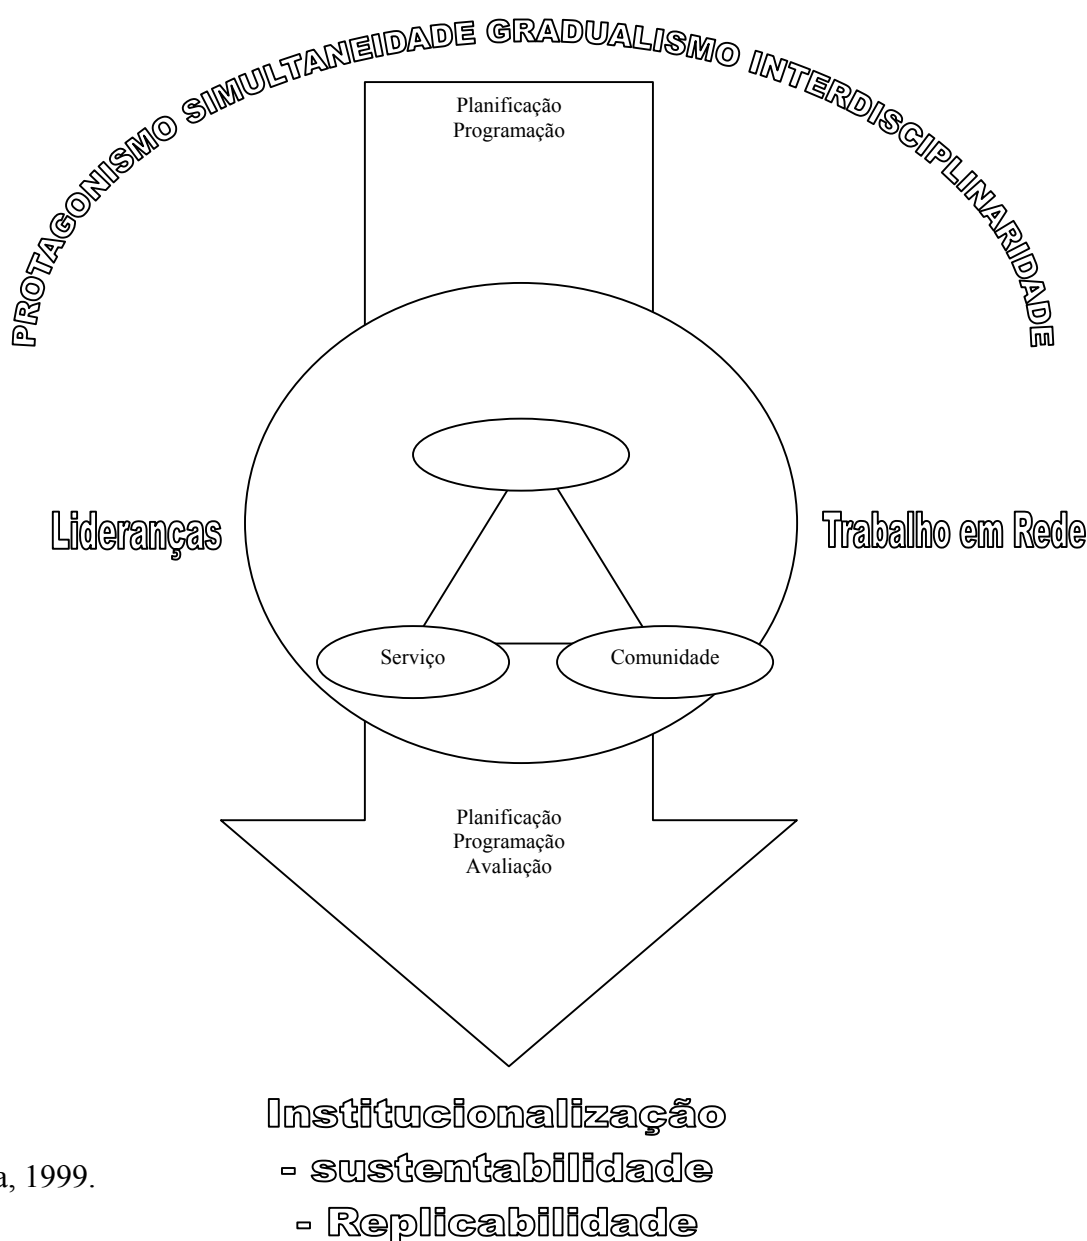 PROTAGONISMO SIMULTANEIDADE GRADUALISMO INTERDISCIPLINARIDADE
Planificação
Programação
Lideranças
Trabalho em Rede
Serviço
Comunidade
Planificação
Programação
Avaliação
Institucionalização
- sustentabilidade
a, 1999.
- Replicabilidade